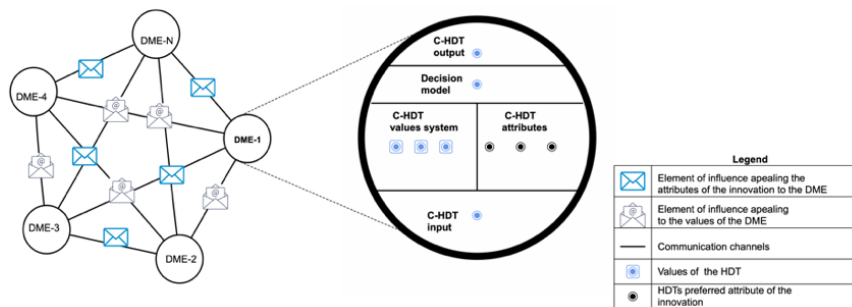 DME-N
DME-4
DME-1
DME-3
DME-2
C-HDT
output
Decision
model
C-HDT
values system
C-HDT
attributes
C-HDT
input
Legend
Element of influence apealing the
attributes of the innovation to the DME
Element of influence apealing
to the values of the DME
Communication channels
Values of the HDT
HDTs preferred attribute of the
innovation